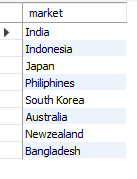 market
India
Indonesia
Japan
Philiphines
South Korea
Australia
Newzealand
Bangladesh